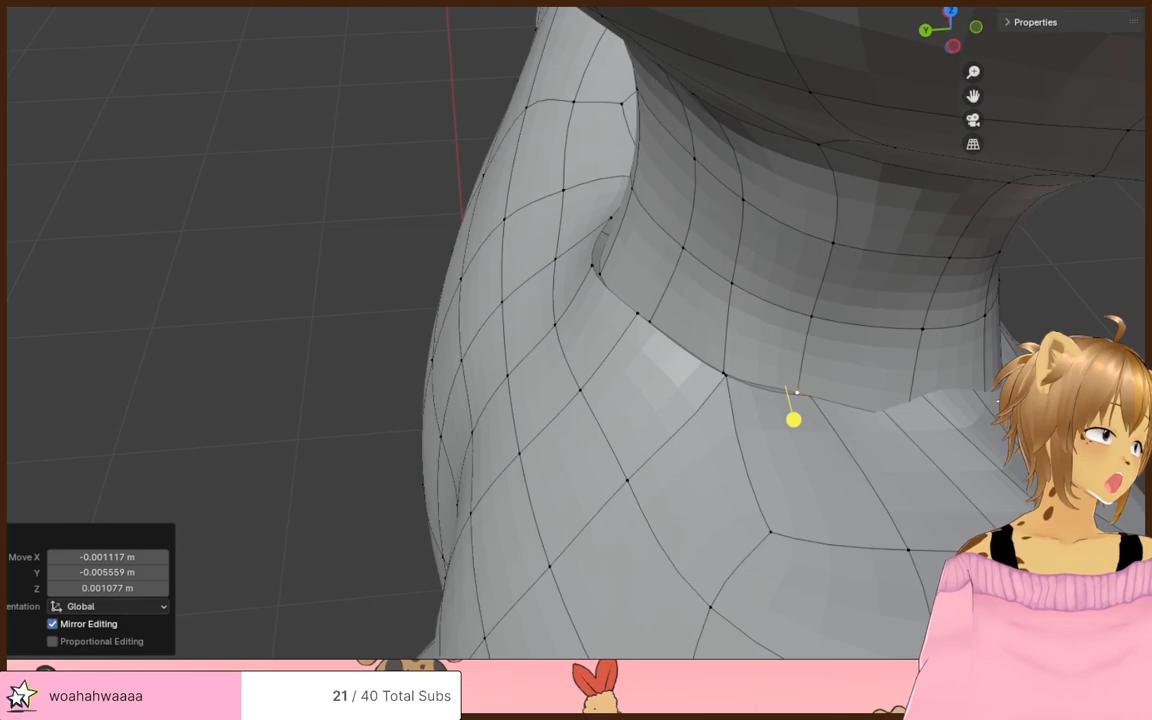 Properties
Z
Y
Move X
-0.001117 m
Y
-0.005559 m
Z
0.001077 m
entation
Global
Mirror Editing
Proportional Editing
woahahwaaaa
21 / 40 Total Subs